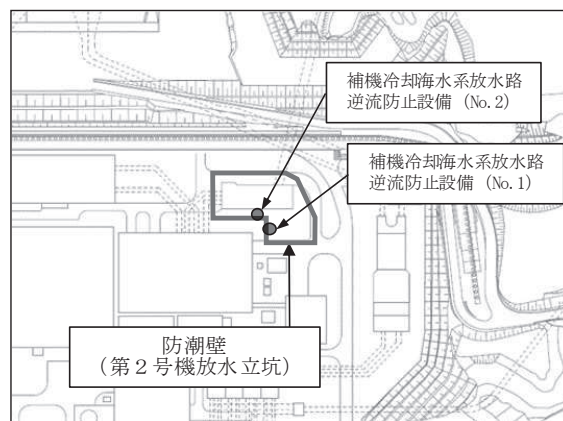 補機冷却海水系放水路
逆流防止設備（No.2）
補機冷却海水系放水路
逆流防止設備（No.1）
防潮壁
（第２号機放水立坑）